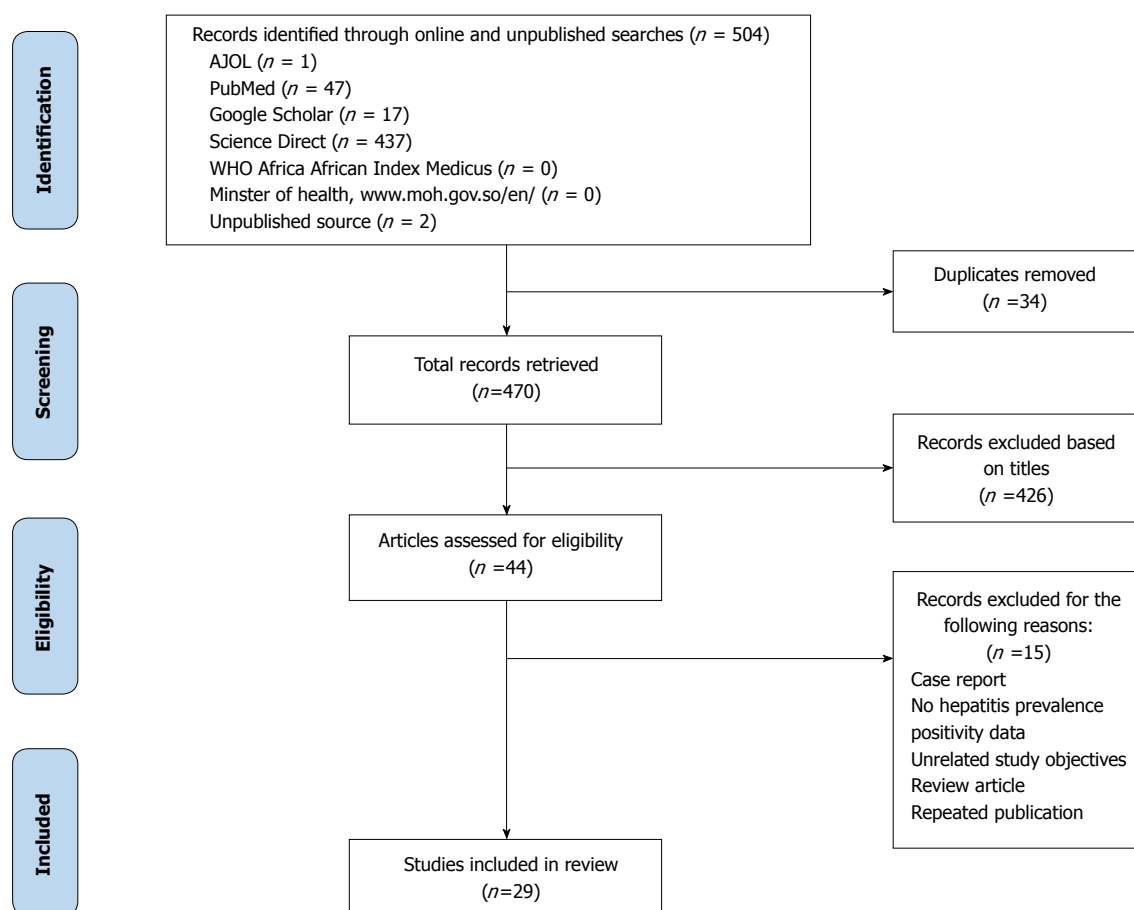 Identification
Records identified through online and unpublished searches (n = 504)
AJOL (n = 1)
PubMed (n = 47)
Google Scholar (n = 17)
Science Direct (n = 437)
WHO Africa African Index Medicus (n = 0)
Minster of health, www.moh.gov.so/en/ (n = 0)
Unpublished source (n = 2)
Duplicates removed
(n =34)
Screening
Total records retrieved
(n=470)
Records excluded based
on titles
(n =426)
Eligibility
Articles assessed for eligibility
(n =44)
Records excluded for the
following reasons:
(n =15)
Case report
No hepatitis prevalence
positivity data
Unrelated study objectives
Review article
Repeated publication
Included
Studies included in review
(n=29)